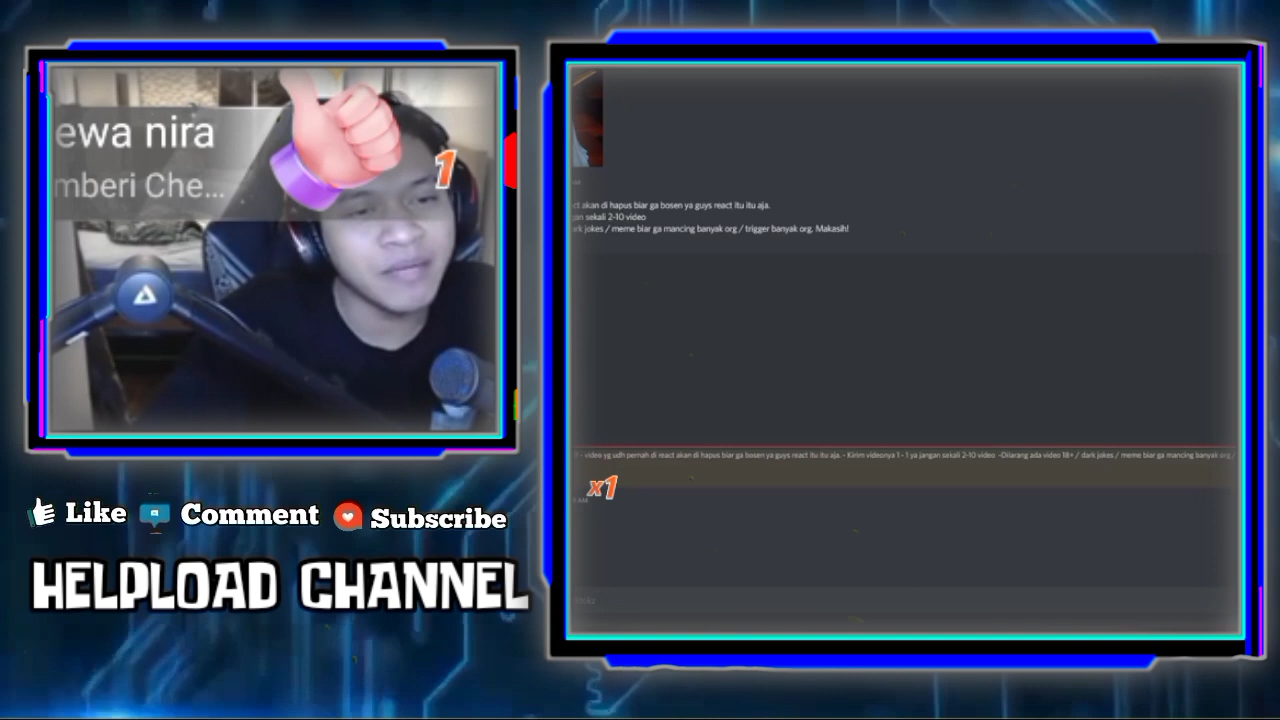 ewa nira
mberi Che...
1
ct akan di hapus biar ga bosen ya guys react itu itu aja.
gan sekali 2-10 video
ark jokes / meme biar ga mancing banyak org / trigger banyak org. Makasih!
- video yg udh pernah di react akan di hapus biar ga bosen ya guys react itu itu aja. - Kirim videonya 1 - 1 ya jangan sekali 2-10 video -Dilarang ada video 18+ / dark jokes / meme biar ga mancing banyak org /
x1
AM
Like Comment Subscribe
HELPLOAD CHANNEL